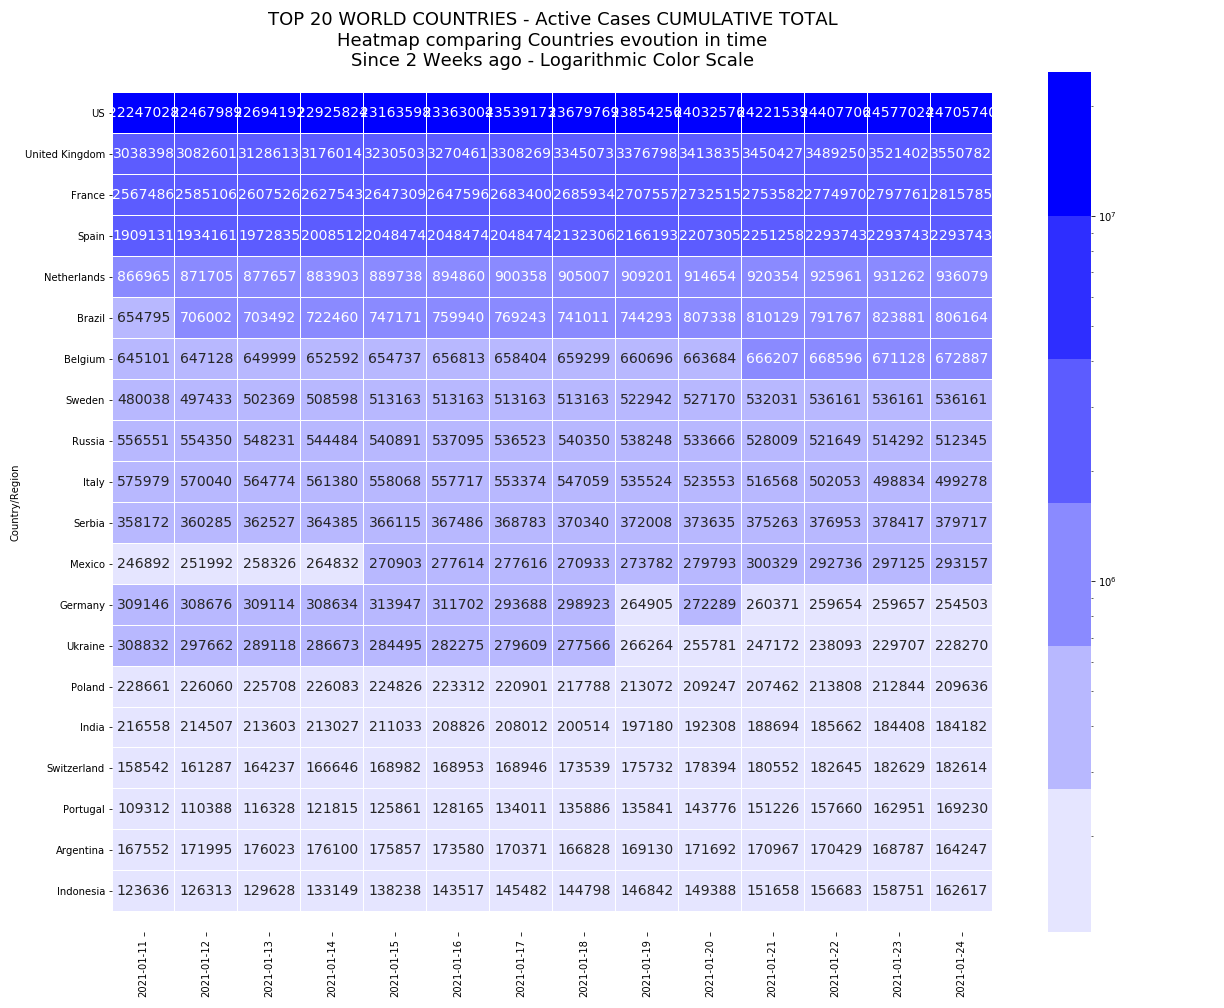 TOP 20 WORLD COUNTRIES - Active Cases CUMULATIVE TOTAL
Heatmap comparing Countries evoution in time
Since 2 Weeks ago - Logarithmic Color Scale
US 22247028 22467989 22694192 22925824 23163598 23363004 23539173 23679769 23854256 24032576 24221539 24407706 24577024 24705740
United Kingdom 3038398 3082601 3128613 3176014 3230503 3270461 3308269 3345073 3376798 3413835 3450427 3489250 3521402 3550782
France 2567486 2585106 2607526 2627543 2647309 2647596 2683400 2685934 2707557 2732515 2753582 2774970 2797761 2815785
10⁷
Spain 1909131 1934161 1972835 2008512 2048474 2048474 2048474 2132306 2166193 2207305 2251258 2293743 2293743 2293743
Netherlands 866965 871705 877657 883903 889738 894860 900358 905007 909201 914654 920354 925961 931262 936079
Brazil 654795 706002 703492 722460 747171 759940 769243 741011 744293 807338 810129 791767 823881 806164
Belgium 645101 647128 649999 652592 654737 656813 658404 659299 660696 663684 666207 668596 671128 672887
Sweden 480038 497433 502369 508598 513163 513163 513163 513163 522942 527170 532031 536161 536161 536161
Russia 556551 554350 548231 544484 540891 537095 536523 540350 538248 533666 528009 521649 514292 512345
Italy 575979 570040 564774 561380 558068 557717 553374 547059 535524 523553 516568 502053 498834 499278
Country/Region
Serbia 358172 360285 362527 364385 366115 367486 368783 370340 372008 373635 375263 376953 378417 379717
Mexico 246892 251992 258326 264832 270903 277614 277616 270933 273782 279793 300329 292736 297125 293157
10⁶
Germany 309146 308676 309114 308634 313947 311702 293688 298923 264905 272289 260371 259654 259657 254503
Ukraine 308832 297662 289118 286673 284495 282275 279609 277566 266264 255781 247172 238093 229707 228270
Poland 228661 226060 225708 226083 224826 223312 220901 217788 213072 209247 207462 213808 212844 209636
India 216558 214507 213603 213027 211033 208826 208012 200514 197180 192308 188694 185662 184408 184182
Switzerland 158542 161287 164237 166646 168982 168953 168946 173539 175732 178394 180552 182645 182629 182614
Portugal 109312 110388 116328 121815 125861 128165 134011 135886 135841 143776 151226 157660 162951 169230
Argentina 167552 171995 176023 176100 175857 173580 170371 166828 169130 171692 170967 170429 168787 164247
Indonesia 123636 126313 129628 133149 138238 143517 145482 144798 146842 149388 151658 156683 158751 162617
2021-01-11 2021-01-12 2021-01-13 2021-01-14 2021-01-15 2021-01-16 2021-01-17 2021-01-18 2021-01-19 2021-01-20 2021-01-21 2021-01-22 2021-01-23 2021-01-24